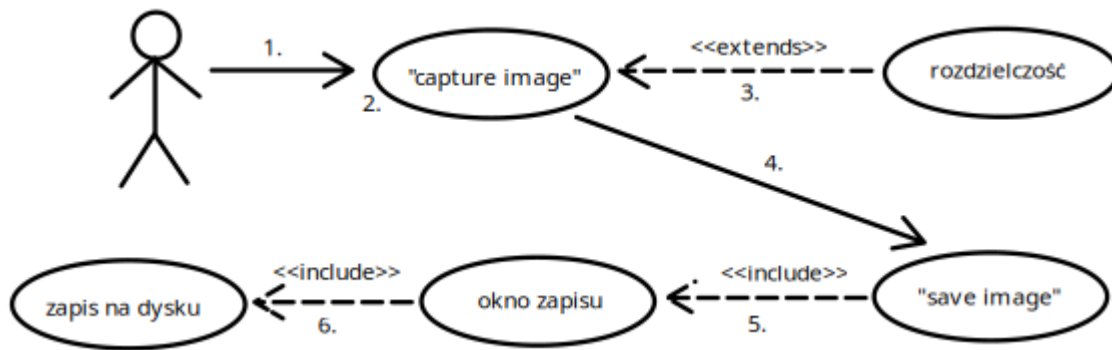 1.
"capture image"
2.
<<extends>>
3.
rozdzielczość
4.
zapis na dysku
<<include>>
6.
okno zapisu
<<include>>
5.
"save image"